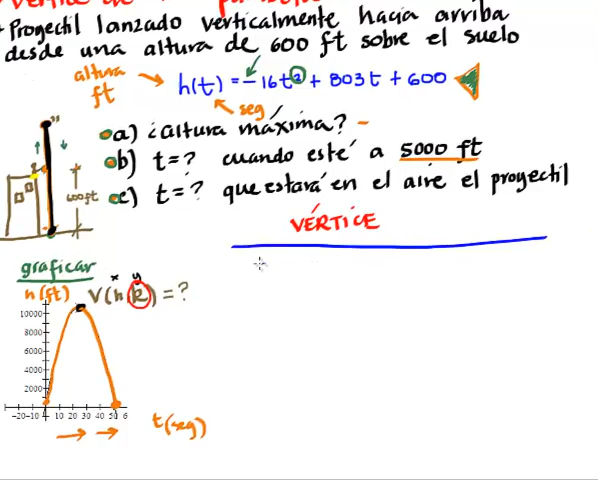 Proyectil lanzado verticalmente hacia arriba
desde una altura de 600 ft sobre el suelo
altura
ft
h(t) = -16t² + 803t + 600
seg
a) ¿altura máxima? -
b) t=? cuando esté a 5000 ft
c) t=? que estará en el aire el proyectil
600ft
VÉRTICE
graficar
x y
h(ft) V(h,k)=?
10000
8000
6000
4000
2000
-20 -10 10 20 30 40 50 6
t(seg)